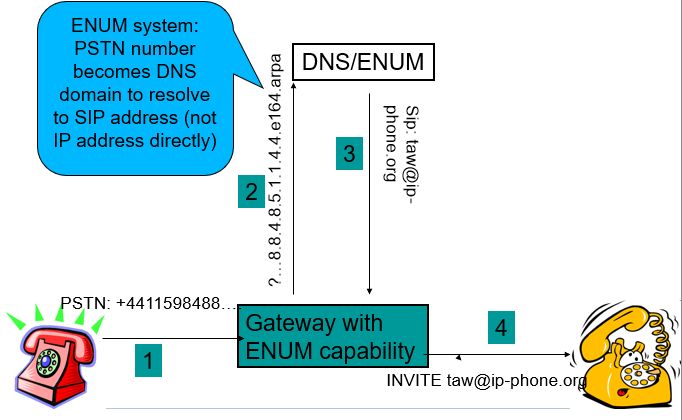 ENUM system:
PSTN number
becomes DNS
domain to resolve
to SIP address (not
IP address directly)
DNS/ENUM
?...8.8.4.8.5.1.1.4.4.e164.arpa
Sip: taw@ip-
phone.org
2
3
PSTN: +4411598488....
1
Gateway with
ENUM capability
4
INVITE taw@ip-phone.org